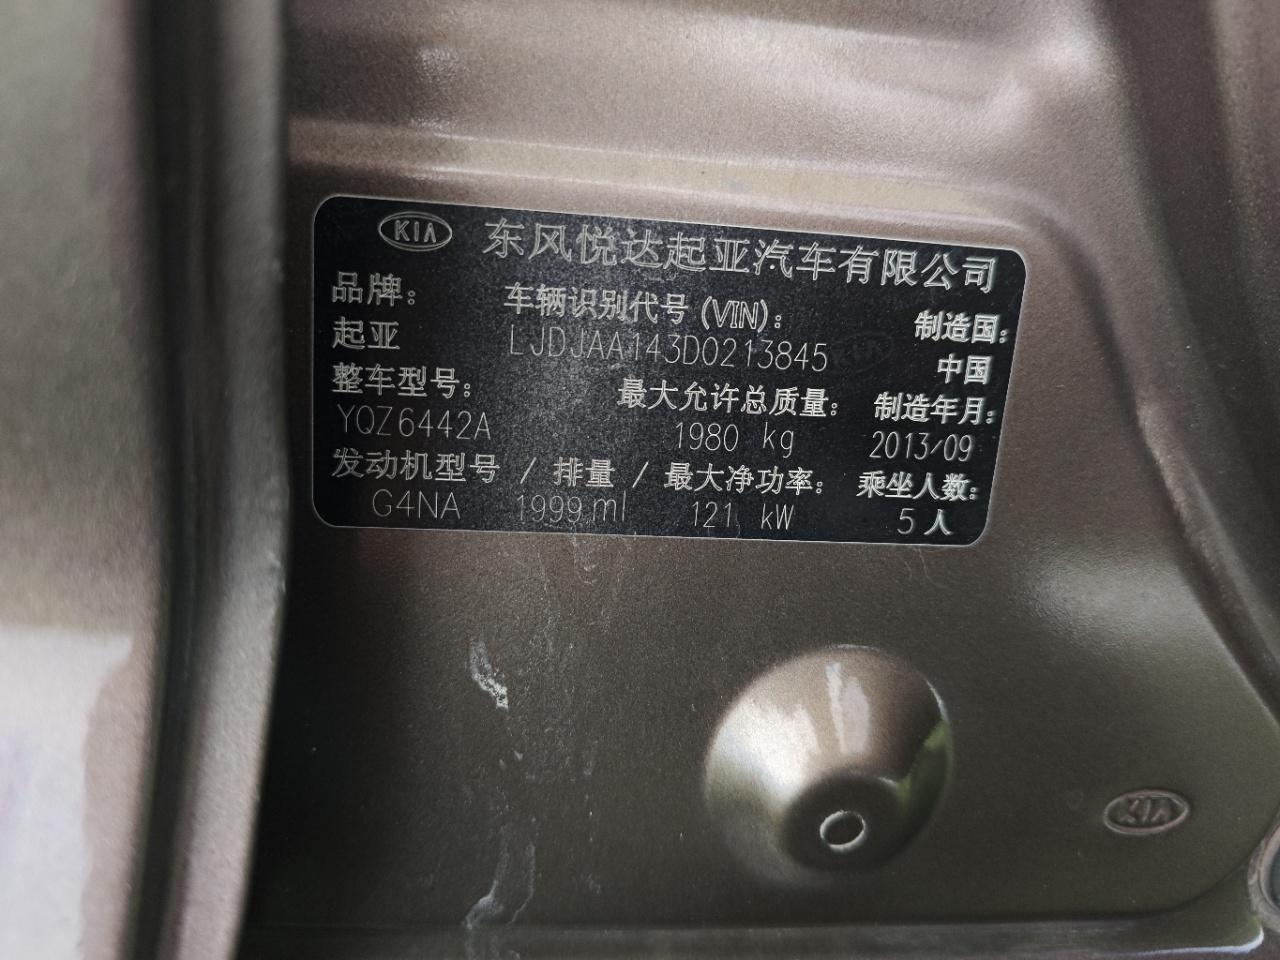 KIA 东风悦达起亚汽车有限公司
品牌： 车辆识别代号 (VIN)： 制造国：
起亚 LJDJAA143D0213845 中国
整车型号： 最大允许总质量： 制造年月：
YQZ6442A 1980 kg 2013/09
发动机型号 / 排量 / 最大净功率： 乘坐人数：
G4NA 1999 ml 121 kW 5 人
KIA
KIA